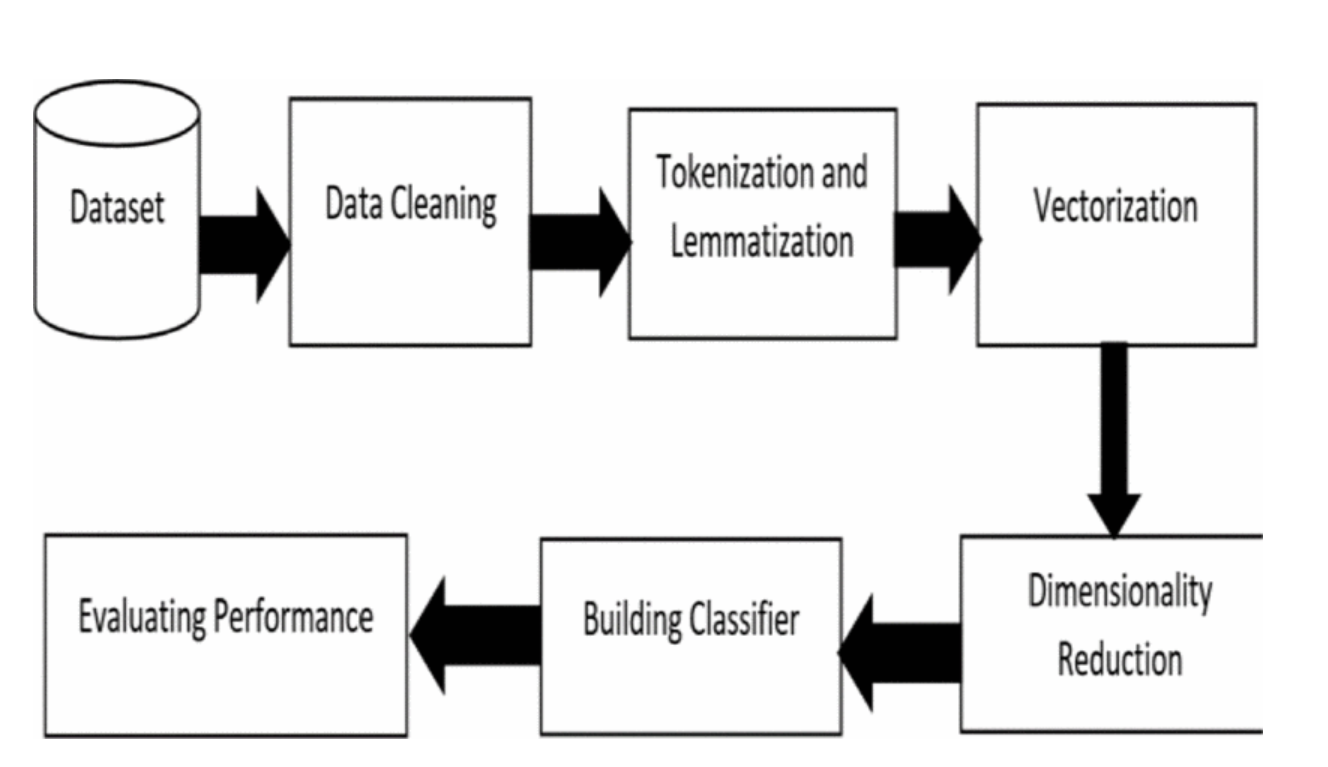 Dataset
Data Cleaning
Tokenization and
Lemmatization
Vectorization
Dimensionality
Reduction
Building Classifier
Evaluating Performance